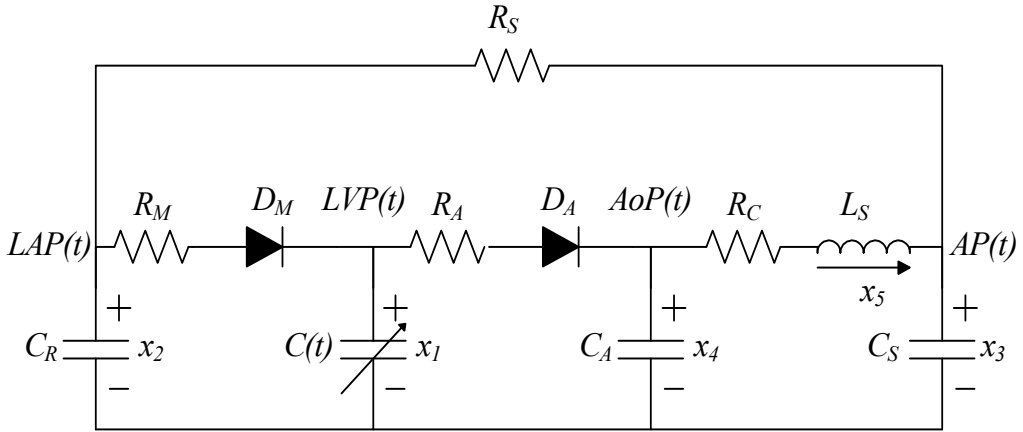 R_S
R_M D_M LVP(t) R_A D_A AoP(t) R_C L_S
LAP(t) AP(t)
x_5
+ + + +
C_R x_2 C(t) x_1 C_A x_4 C_S x_3
− − − −